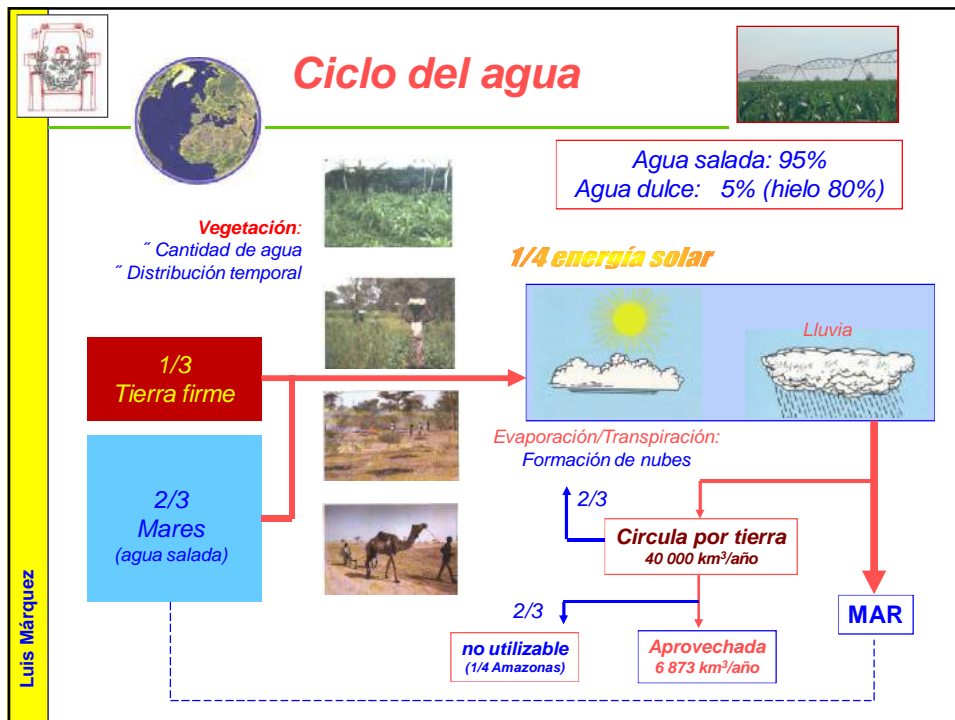 Ciclo del agua
Agua salada: 95%
Agua dulce: 5% (hielo 80%)
Vegetación:
˝ Cantidad de agua
˝ Distribución temporal
1/4 energía solar
Lluvia
1/3
Tierra firme
Evaporación/Transpiración:
Formación de nubes
2/3
Mares
(agua salada)
2/3
Circula por tierra
40 000 km³/año
2/3
no utilizable
(1/4 Amazonas)
Aprovechada
6 873 km³/año
MAR
Luis Márquez